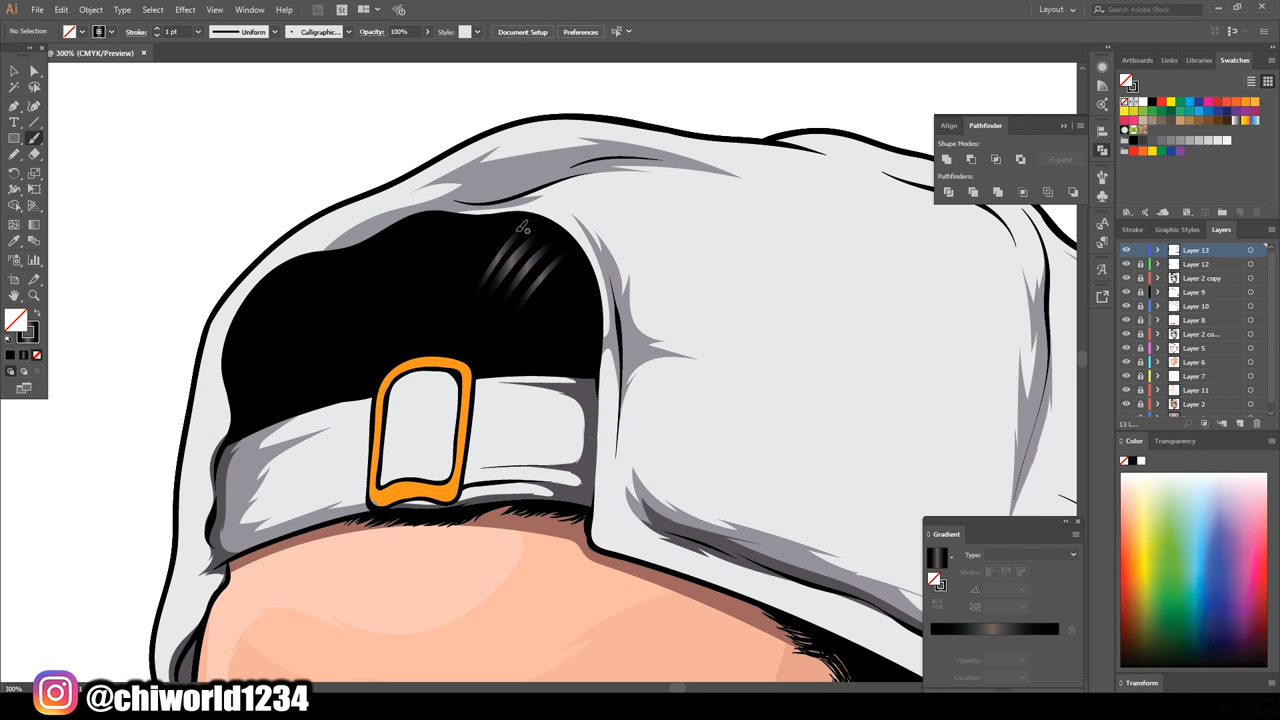 Ai File Edit Object Type Select Effect View Window Help Br St Layout Search Adobe Stock
No Selection Stroke: 1 pt Uniform Calligraphic... Opacity: 100% Style: Document Setup Preferences
@ 300% (CMYK/Preview)
Artboards Links Libraries Swatches
Align Pathfinder
Shape Modes:
Expand
Pathfinders:
Stroke Graphic Styles Layers
Layer 13
Layer 12
Layer 2 copy
Layer 9
Layer 10
Layer 8
Layer 2 co...
Layer 5
Layer 6
Layer 7
Layer 11
Layer 2
13 L...
Color Transparency
Gradient
Type:
Stroke:
Opacity:
Location:
Transform
300%
@chiworld1234